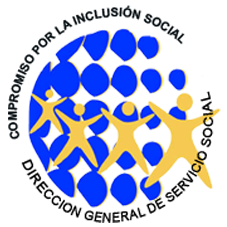 COMPROMISO POR LA INCLUSIÓN SOCIAL
DIRECCION GENERAL DE SERVICIO SOCIAL